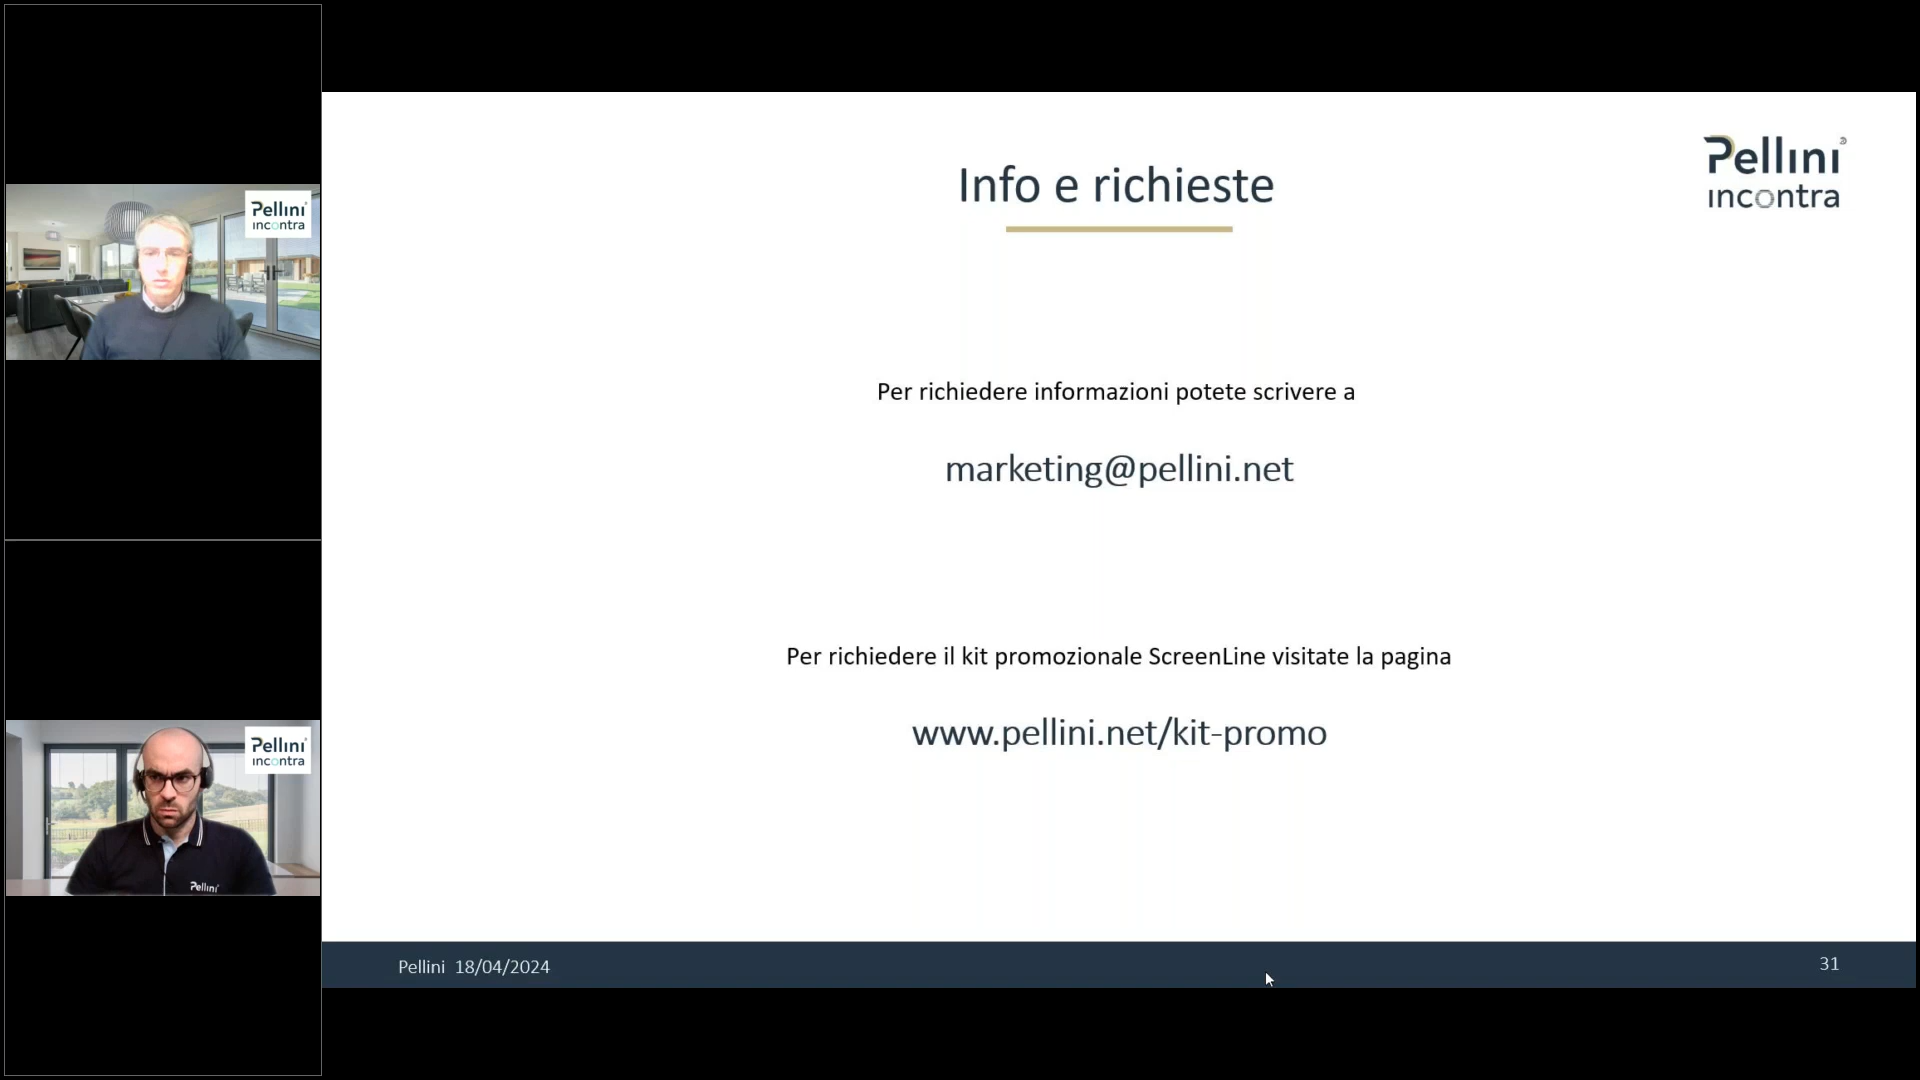 Pellini
incontra
Pellini
incontra
Pellini
Info e richieste
Pellini
incontra
Per richiedere informazioni potete scrivere a
marketing@pellini.net
Per richiedere il kit promozionale ScreenLine visitate la pagina
www.pellini.net/kit-promo
Pellini 18/04/2024
31